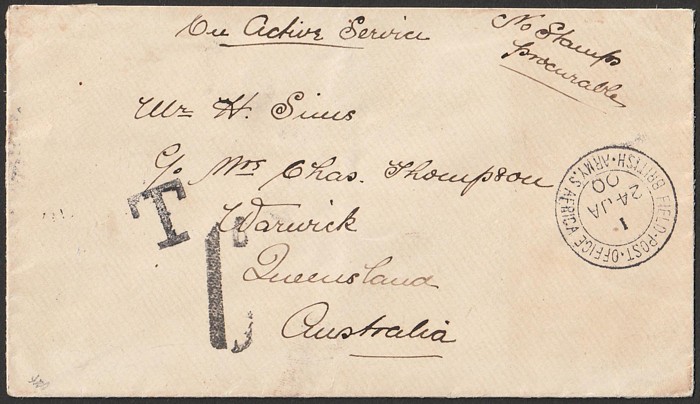 On Active Service
No Stamps
procurable
Mr H. Sims
C/o Mrs Chas. Thompson
Warwick
Queensland
Australia
T
FIELD-POST-OFFICE
BRITISH·ARMY.S.AFRICA
1
24 JA
00